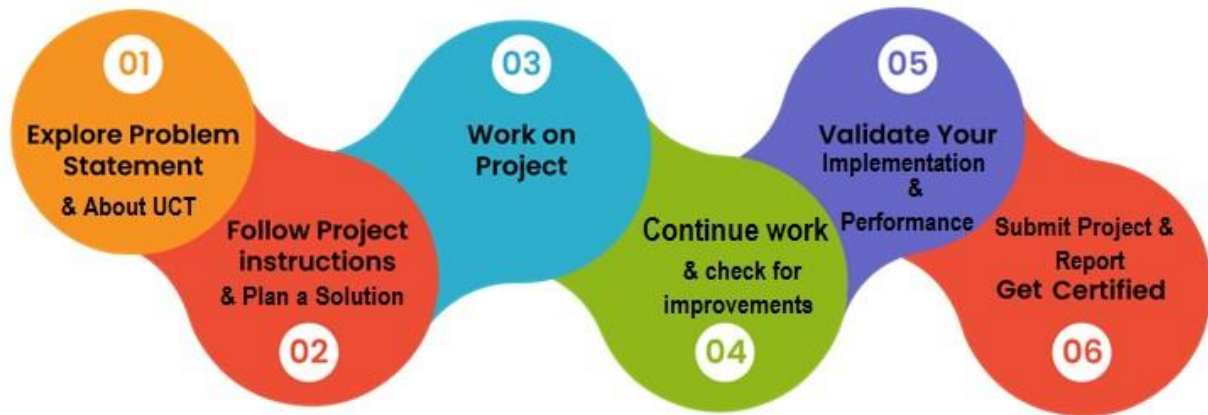 01
Explore Problem
Statement
& About UCT
Follow Project
instructions
& Plan a Solution
02
03
Work on
Project
Continue work
& check for
improvements
04
05
Validate Your
Implementation
&
Performance
Submit Project &
Report
Get Certified
06